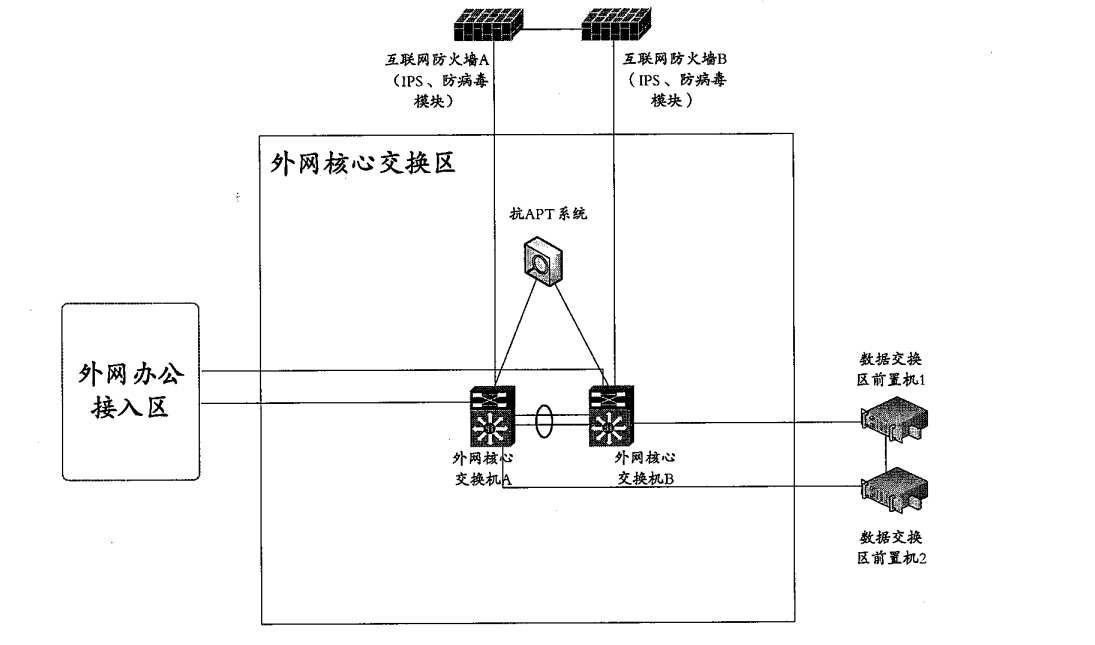 互联网防火墙A
（IPS、防病毒
模块）
互联网防火墙B
（IPS、防病毒
模块）
外网核心交换区
抗APT系统
外网办公
接入区
数据交换
区前置机1
外网核心
交换机A
外网核心
交换机B
数据交换
区前置机2